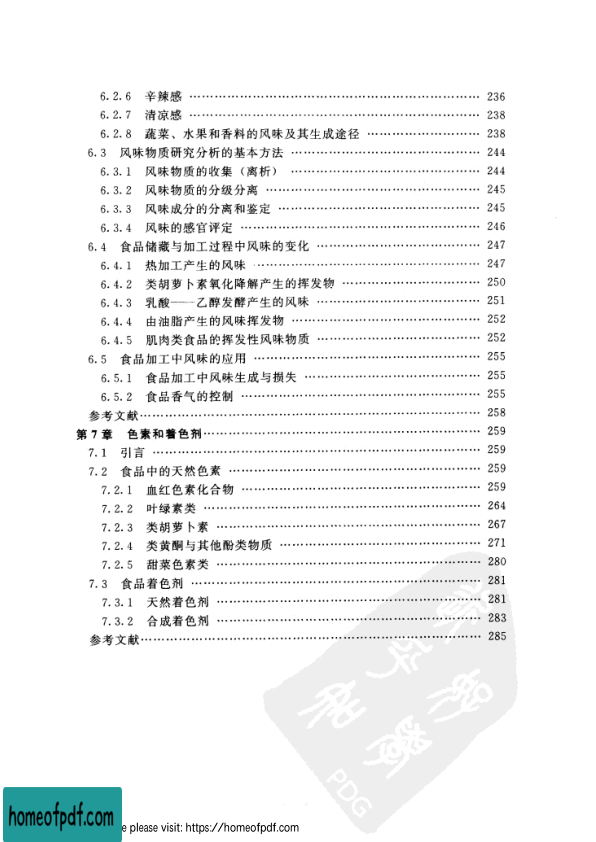 6.2.6 辛辣感 …… 236
6.2.7 清凉感 …… 238
6.2.8 蔬菜、水果和香料的风味及其生成途径 …… 238
6.3 风味物质研究分析的基本方法 …… 244
6.3.1 风味物质的收集（离析） …… 244
6.3.2 风味物质的分级分离 …… 245
6.3.3 风味成分的分离和鉴定 …… 245
6.3.4 风味的感官评定 …… 246
6.4 食品储藏与加工过程中风味的变化 …… 247
6.4.1 热加工产生的风味 …… 247
6.4.2 类胡萝卜素氧化降解产生的挥发物 …… 250
6.4.3 乳酸——乙醇发酵产生的风味 …… 251
6.4.4 由油脂产生的风味挥发物 …… 252
6.4.5 肌肉类食品的挥发性风味物质 …… 252
6.5 食品加工中风味的应用 …… 255
6.5.1 食品加工中风味生成与损失 …… 255
6.5.2 食品香气的控制 …… 255
参考文献 …… 258
第7章 色素和着色剂 …… 259
7.1 引言 …… 259
7.2 食品中的天然色素 …… 259
7.2.1 血红色素化合物 …… 259
7.2.2 叶绿素类 …… 264
7.2.3 类胡萝卜素 …… 267
7.2.4 类黄酮与其他酚类物质 …… 271
7.2.5 甜菜色素类 …… 280
7.3 食品着色剂 …… 281
7.3.1 天然着色剂 …… 281
7.3.2 合成着色剂 …… 283
参考文献 …… 285
PDG
homeofpdf.com
please visit: https://homeofpdf.com